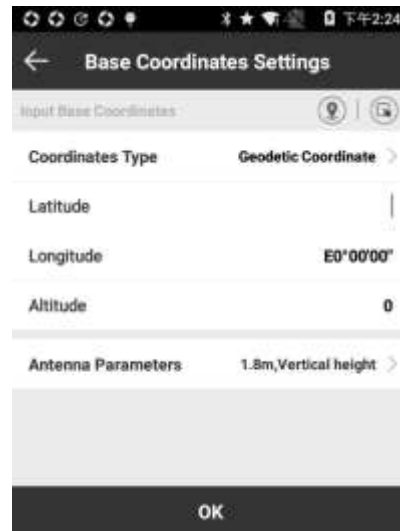 下午2:24
Base Coordinates Settings
Input Base Coordinates
Coordinates Type Geodetic Coordinate
Latitude
Longitude E0°00'00"
Altitude 0
Antenna Parameters 1.8m,Vertical height
OK